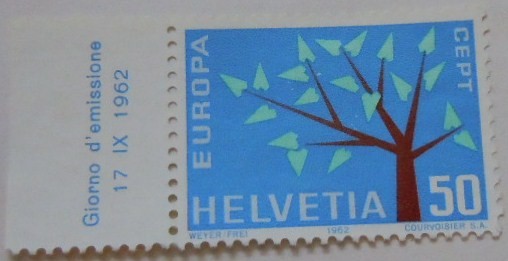 Giorno d'emissione
17 IX 1962
EUROPA
CEPT
HELVETIA 50
WEYER/FREI 1962 COURVOISIER S.A.